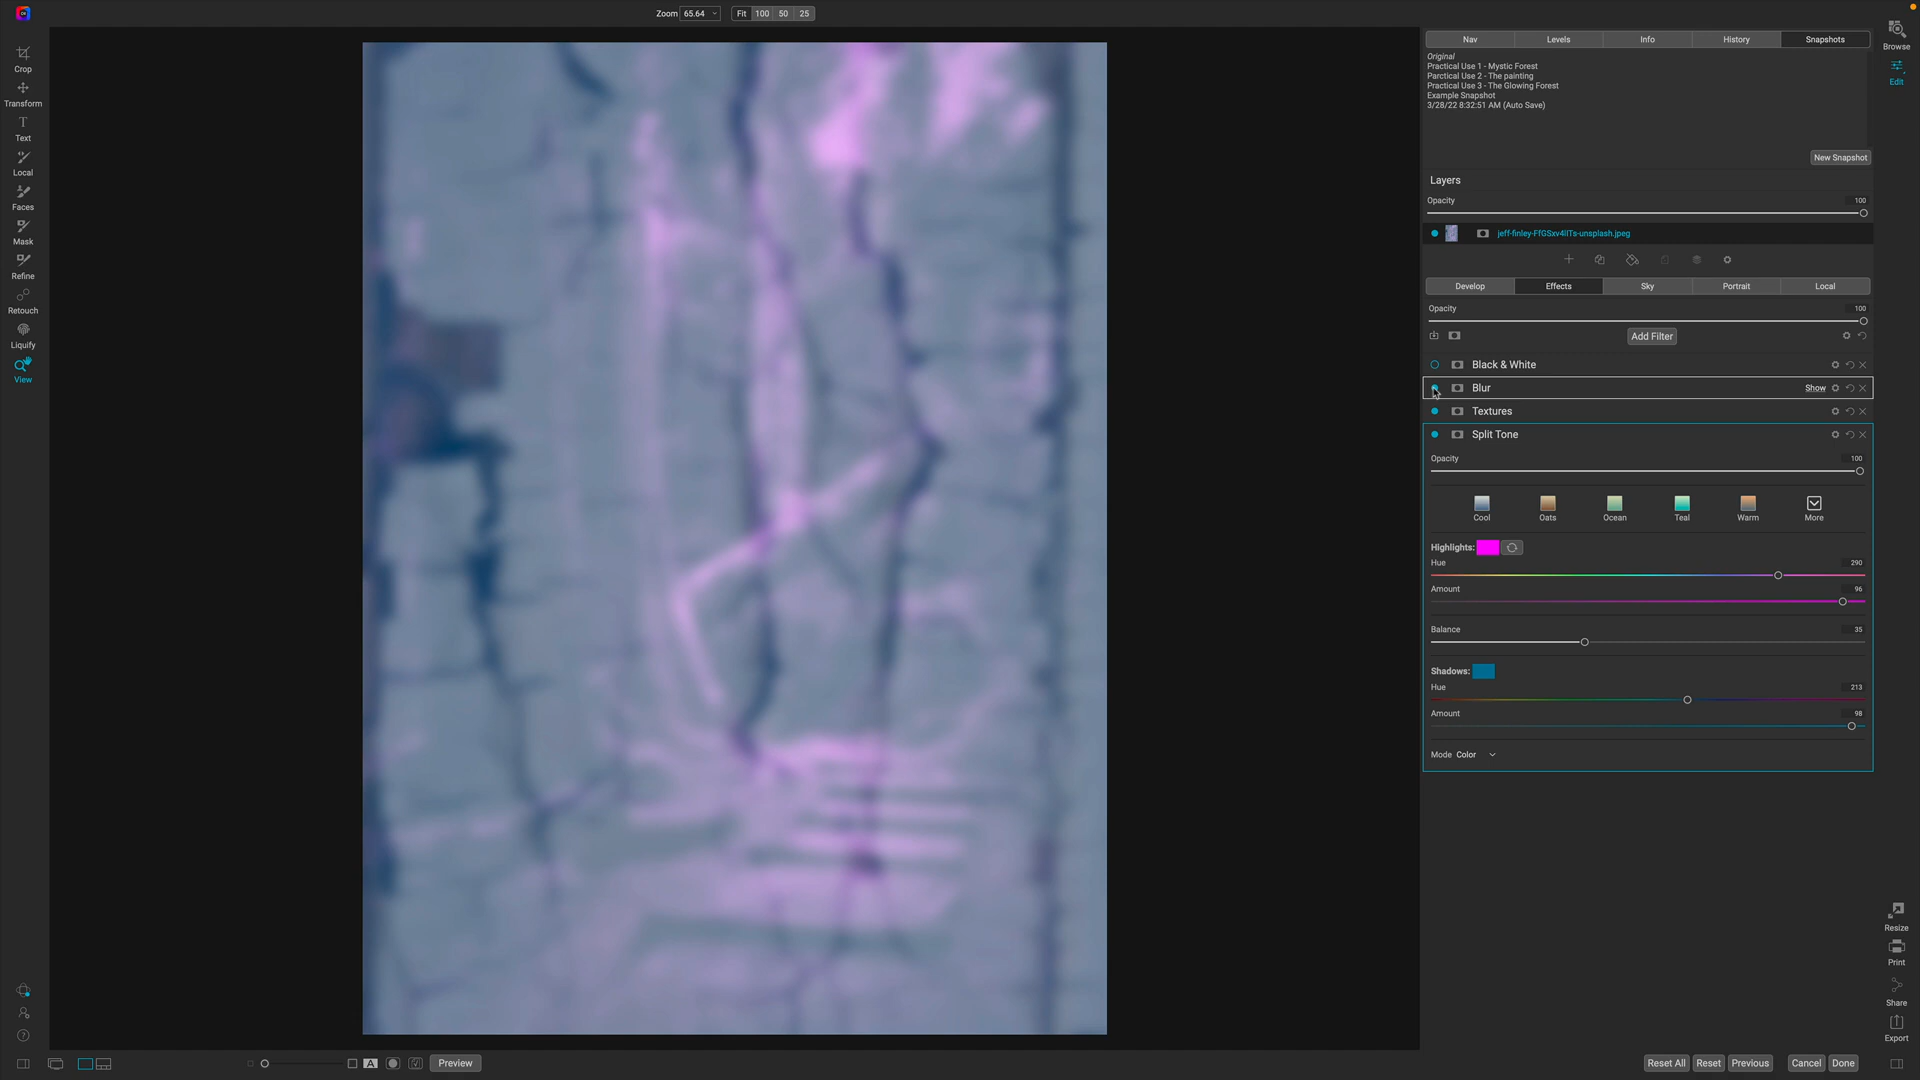 Zoom 65.64 Fit 100 50 25
Crop
Transform
Text
Local
Faces
Mask
Refine
Retouch
Liquify
View
Nav Levels Info History Snapshots
Original
Practical Use 1 - Mystic Forest
Parctical Use 2 - The painting
Practical Use 3 - The Glowing Forest
Example Snapshot
3/28/22 8:32:51 AM (Auto Save)
New Snapshot
Layers
Opacity 100
jeff-finley-FfGSxv4lITs-unsplash.jpeg
Develop Effects Sky Portrait Local
Opacity 100
Add Filter
Black & White
Blur Show
Textures
Split Tone
Opacity 100
Cool Oats Ocean Teal Warm More
Highlights:
Hue 290
Amount 96
Balance 35
Shadows:
Hue 213
Amount 98
Mode Color
Browse
Edit
Resize
Print
Share
Export
A Preview
Reset All Reset Previous Cancel Done